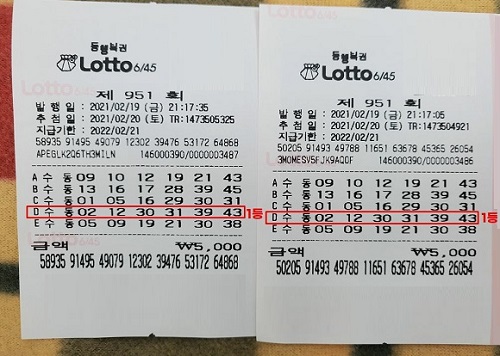 동행복권
Lotto 6/45
제 951 회
발 행 일 : 2021/02/19 (금) 21:17:35
추 첨 일 : 2021/02/20 (토) TR:1473505325
지급기한 : 2022/02/21
58935 91495 49079 12302 39476 53172 64868
APEGLK2Q6TH3MILN 146000390/0000003487
A 수 동 09 10 12 19 21 43
B 수 동 13 16 17 28 39 45
C 수 동 01 05 16 29 30 31
D 수 동 02 12 30 31 39 43 1등
E 수 동 05 09 19 21 30 38
금액 ₩5,000
58935 91495 49079 12302 39476 53172 64868
동행복권
Lotto 6/45
제 951 회
발 행 일 : 2021/02/19 (금) 21:17:05
추 첨 일 : 2021/02/20 (토) TR:1473504921
지급기한 : 2022/02/21
50205 91493 49788 11651 63678 45365 26054
3MOMESV5FJK9AQ0F 146000390/0000003486
A 수 동 09 10 12 19 21 43
B 수 동 13 16 17 28 39 45
C 수 동 01 05 16 29 30 31
D 수 동 02 12 30 31 39 43 1등
E 수 동 05 09 19 21 30 38
금액 ₩5,000
50205 91493 49788 11651 63678 45365 26054